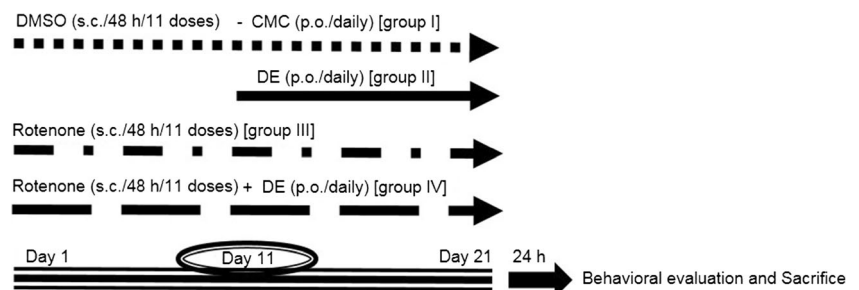 DMSO (s.c./48 h/11 doses) - CMC (p.o./daily) [group I]
DE (p.o./daily) [group II]
Rotenone (s.c./48 h/11 doses) [group III]
Rotenone (s.c./48 h/11 doses) + DE (p.o./daily) [group IV]
Day 1 Day 11 Day 21 24 h
Behavioral evaluation and Sacrifice